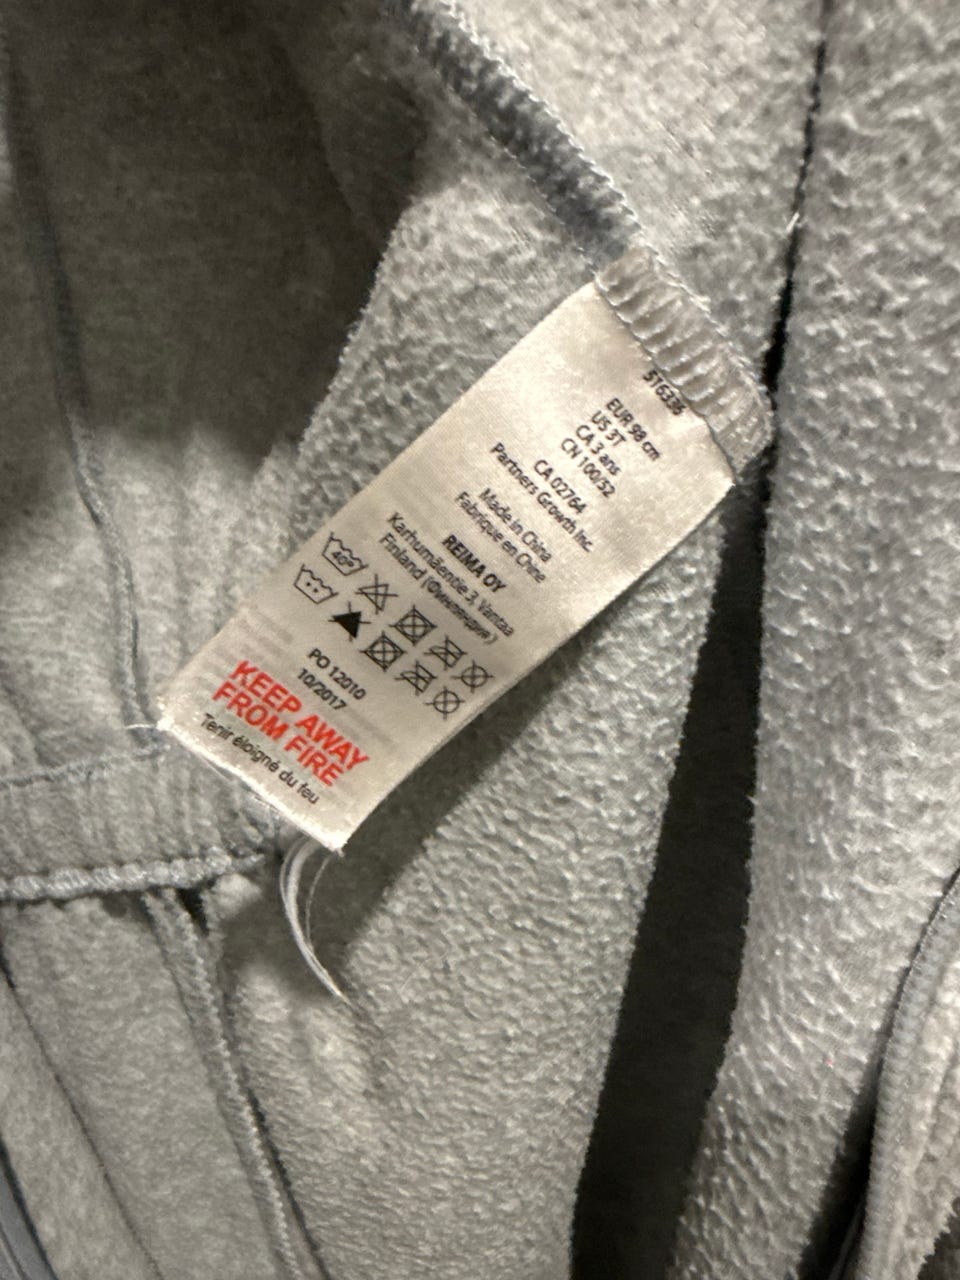 516336
EUR 98 cm
US 3T
CA 3 ans
CN 100/52
CA 02764
Partners Growth Inc.
Made in China
Fabriqué en Chine
REIMA OY
Karhumäentie 3, Vantaa
Finland (Финляндия)
40°
PO 12010
10/2017
KEEP AWAY
FROM FIRE
Tenir éloigné du feu